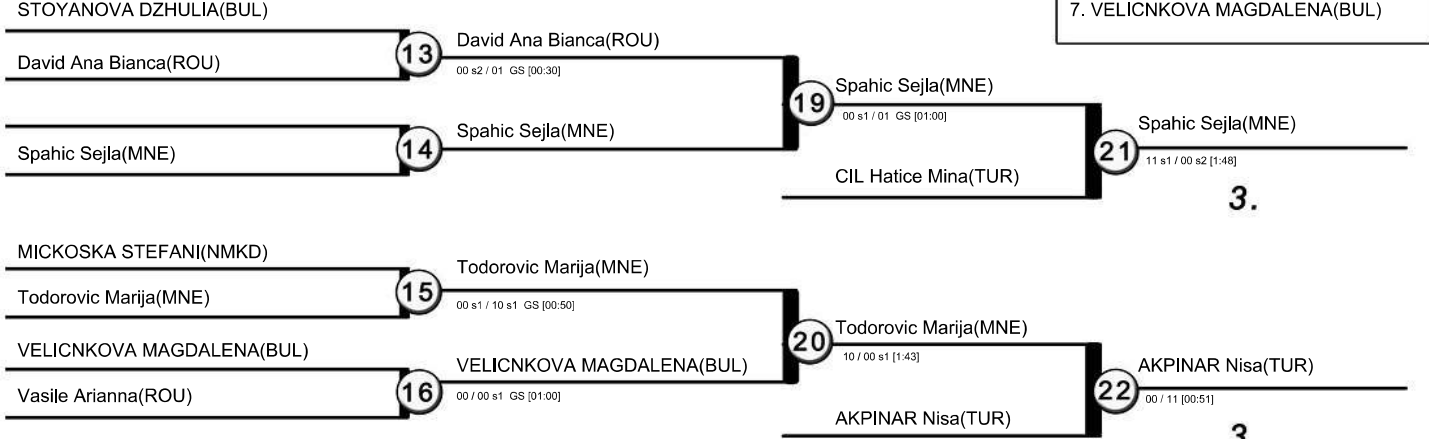 STOYANOVA DZHULIA(BUL)
7. VELICNKOVA MAGDALENA(BUL)
13
David Ana Bianca(ROU)
David Ana Bianca(ROU)
00 s2 / 01 GS [00:30]
19
Spahic Sejla(MNE)
00 s1 / 01 GS [01:00]
Spahic Sejla(MNE)
14
Spahic Sejla(MNE)
21
Spahic Sejla(MNE)
11 s1 / 00 s2 [1:48]
CIL Hatice Mina(TUR)
3.
MICKOSKA STEFANI(NMKD)
15
Todorovic Marija(MNE)
Todorovic Marija(MNE)
00 s1 / 10 s1 GS [00:50]
20
Todorovic Marija(MNE)
10 / 00 s1 [1:43]
VELICNKOVA MAGDALENA(BUL)
16
VELICNKOVA MAGDALENA(BUL)
00 / 00 s1 GS [01:00]
Vasile Arianna(ROU)
22
AKPINAR Nisa(TUR)
00 / 11 [00:51]
AKPINAR Nisa(TUR)
3